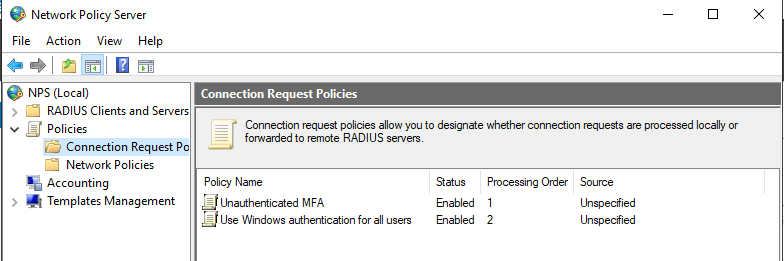 Network Policy Server
File Action View Help
NPS (Local)
RADIUS Clients and Servers
Policies
Connection Request Po
Network Policies
Accounting
Templates Management
Connection Request Policies
Connection request policies allow you to designate whether connection requests are processed locally or
forwarded to remote RADIUS servers.
Policy Name Status Processing Order Source
Unauthenticated MFA Enabled 1 Unspecified
Use Windows authentication for all users Enabled 2 Unspecified